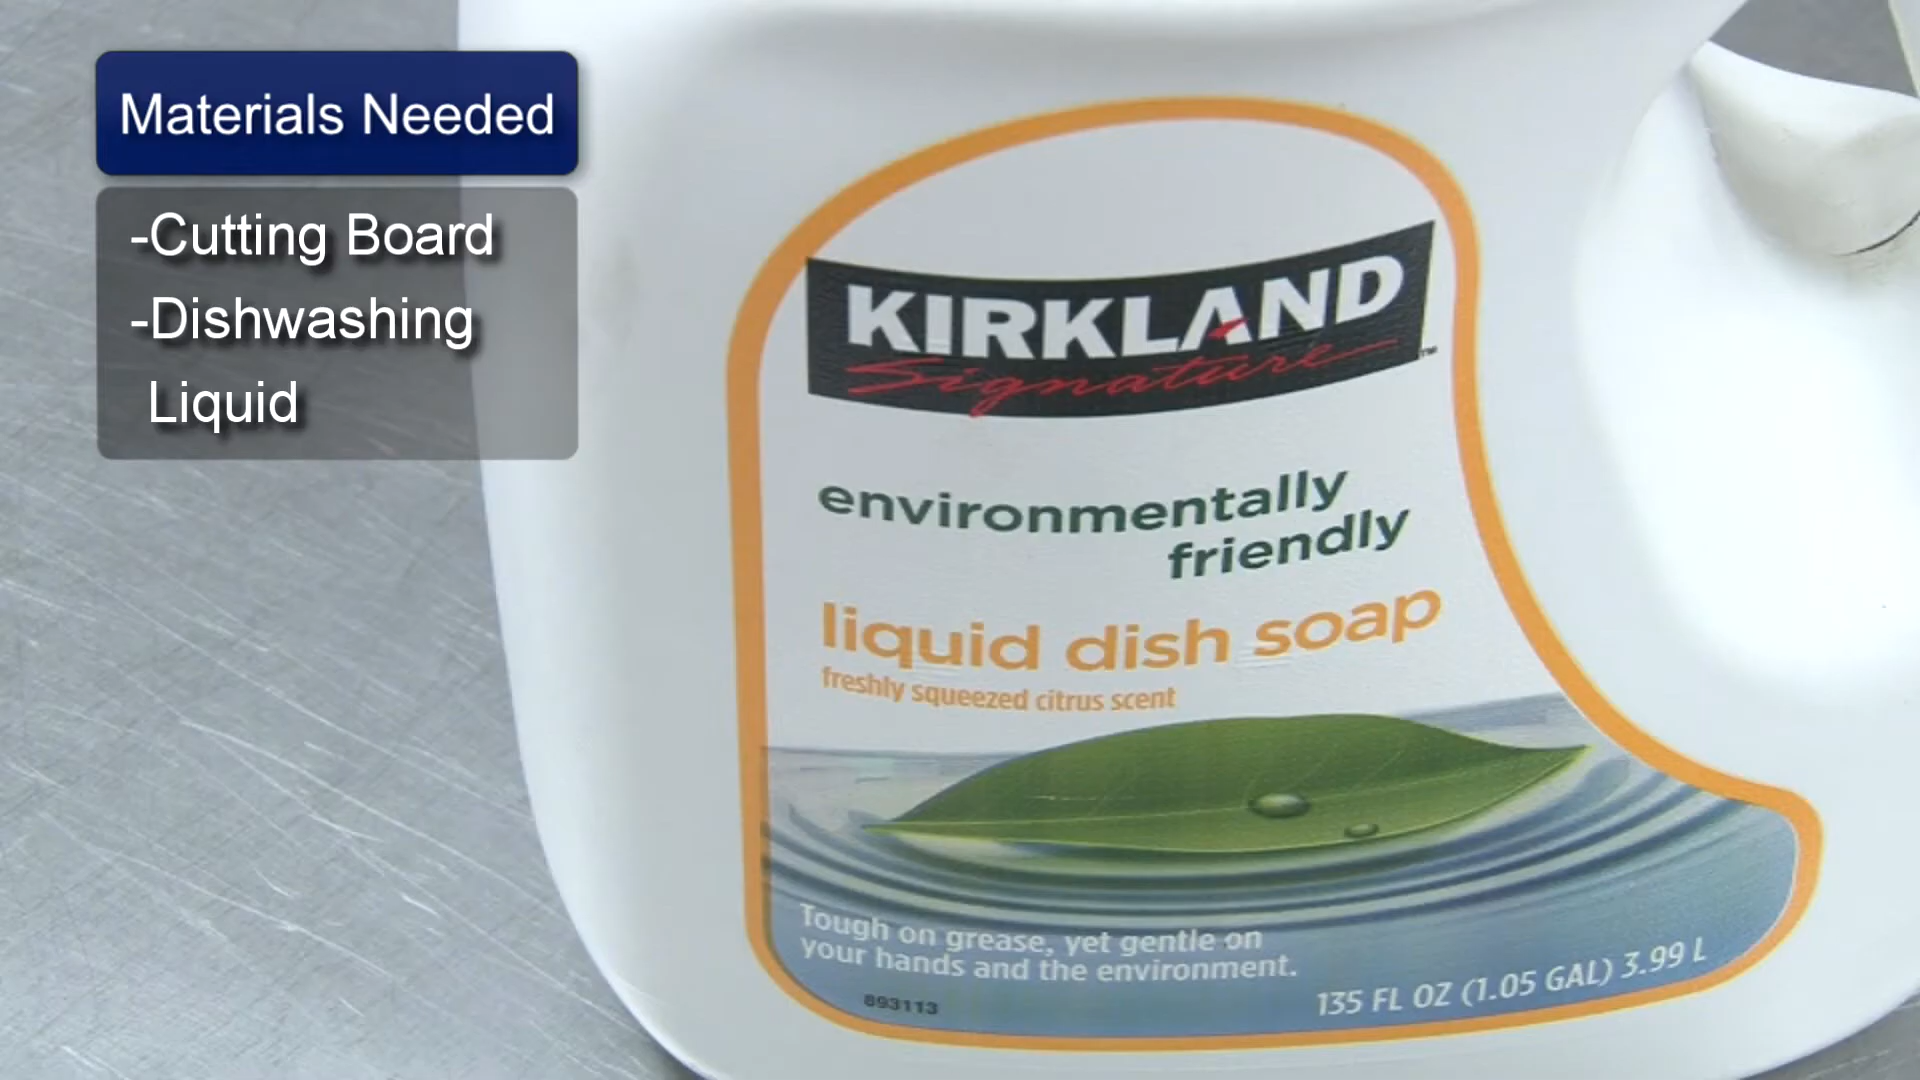 Materials Needed
-Cutting Board
-Dishwashing
Liquid
KIRKLAND
Signature™
environmentally
friendly
liquid dish soap
freshly squeezed citrus scent
Tough on grease, yet gentle on
your hands and the environment.
893113
135 FL OZ (1.05 GAL) 3.99 L